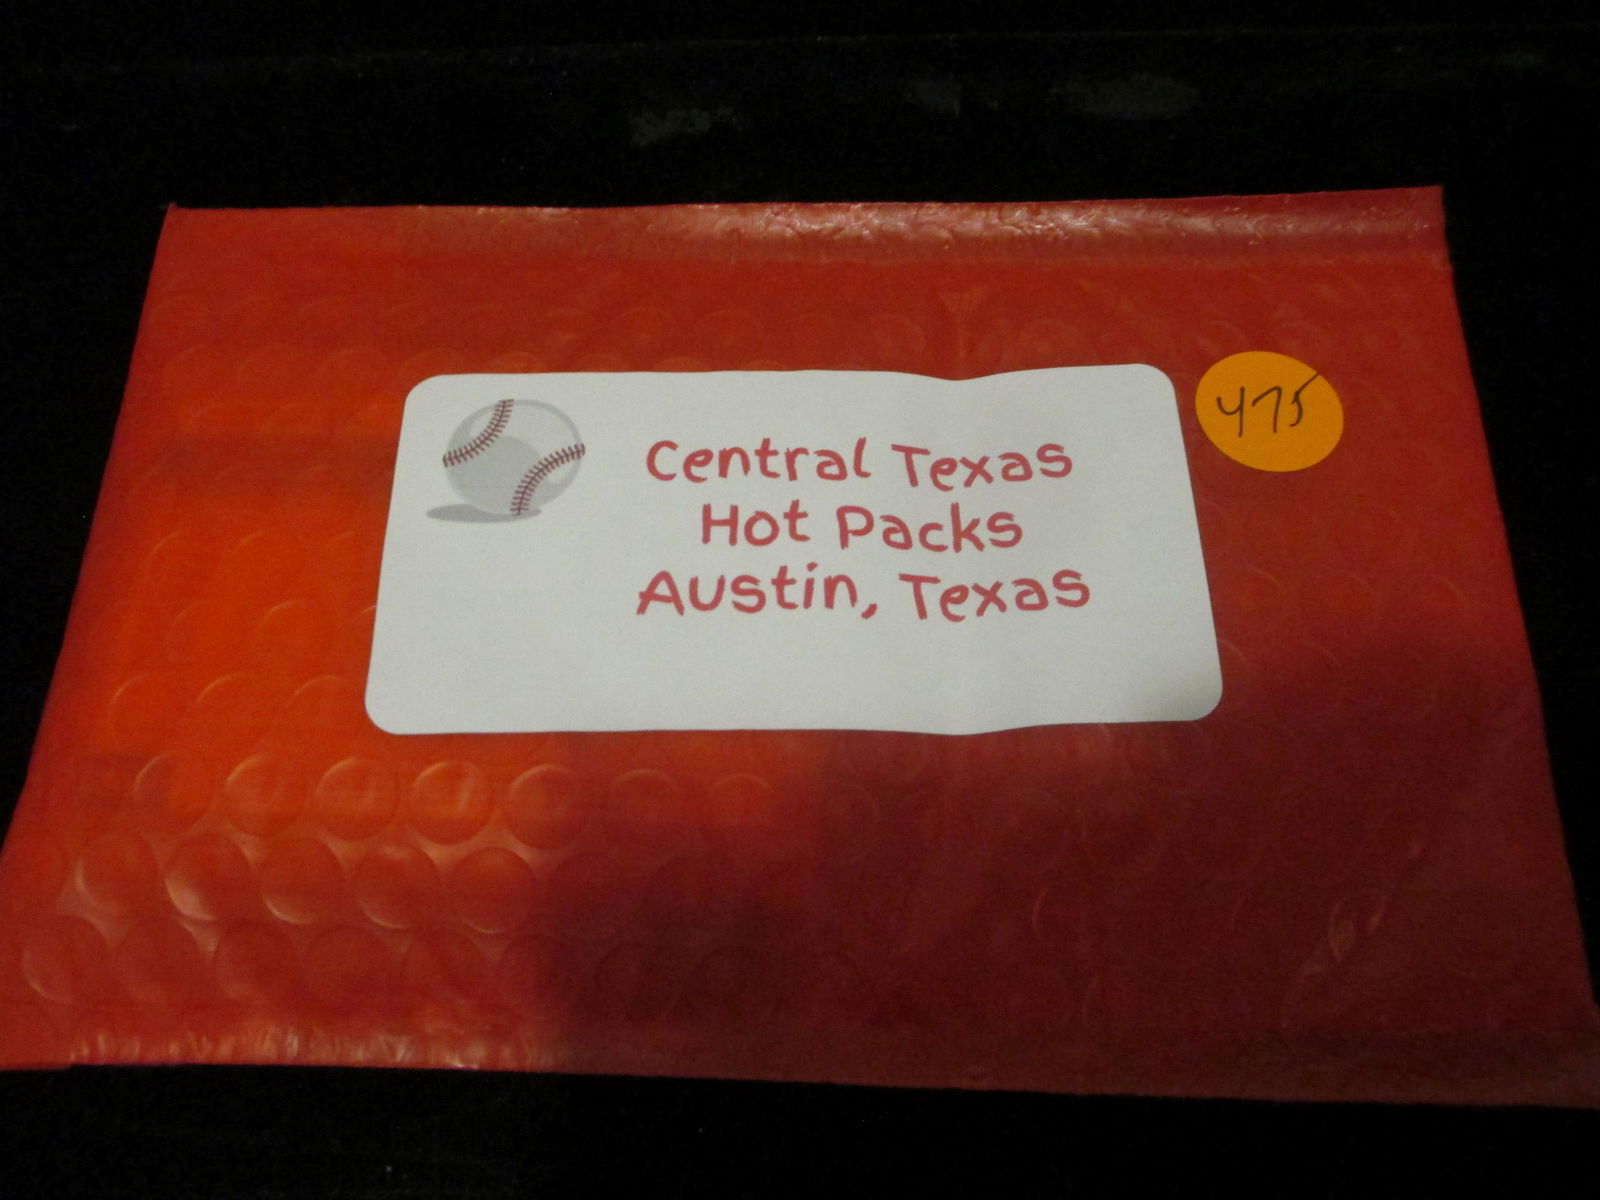 Central Texas
Hot Packs
Austin, Texas
475